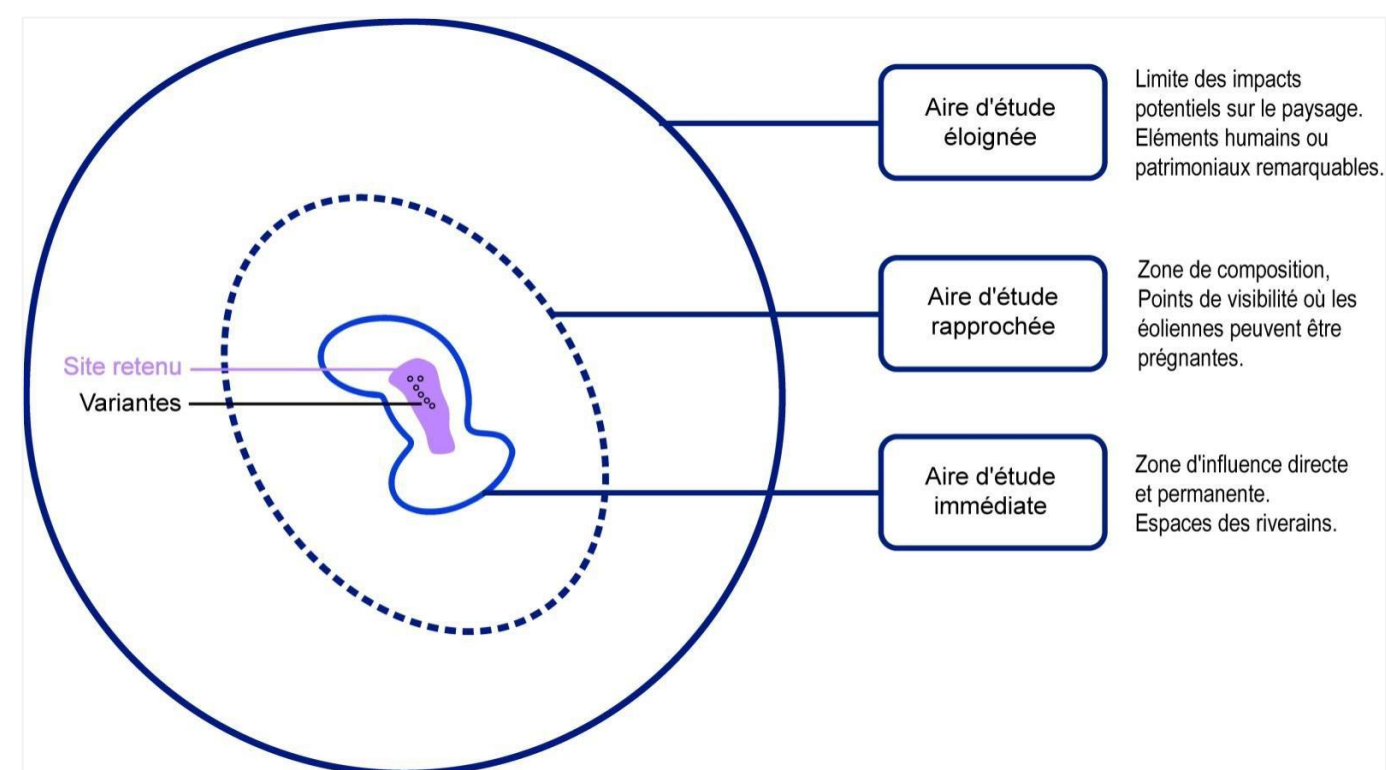 Aire d'étude
éloignée
Limite des impacts
potentiels sur le paysage.
Eléments humains ou
patrimoniaux remarquables.
Aire d'étude
rapprochée
Zone de composition,
Points de visibilité où les
éoliennes peuvent être
prégnantes.
Site retenu
Variantes
Aire d'étude
immédiate
Zone d'influence directe
et permanente.
Espaces des riverains.